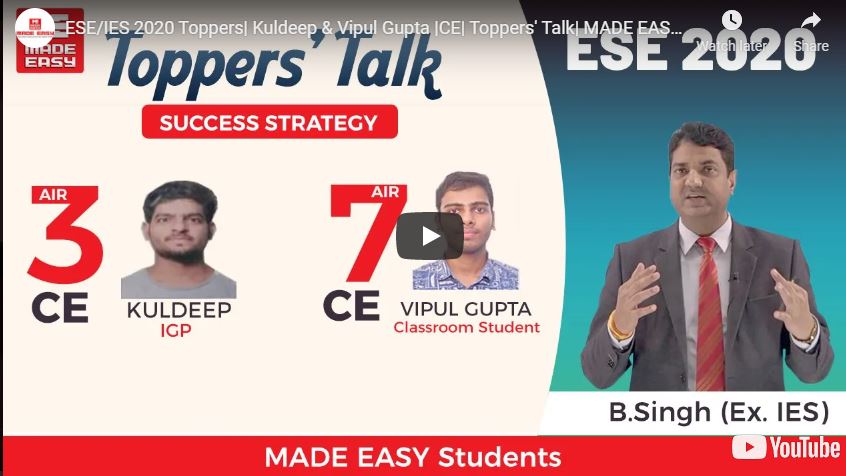 ESE/IES 2020 Toppers| Kuldeep & Vipul Gupta |CE| Toppers' Talk| MADE EAS...
Watch later
Share
MADE EASY
MADE EASY
Toppers' Talk
ESE 2020
SUCCESS STRATEGY
AIR
3
CE
KULDEEP
IGP
AIR
7
CE
VIPUL GUPTA
Classroom Student
B.Singh (Ex. IES)
MADE EASY Students
YouTube